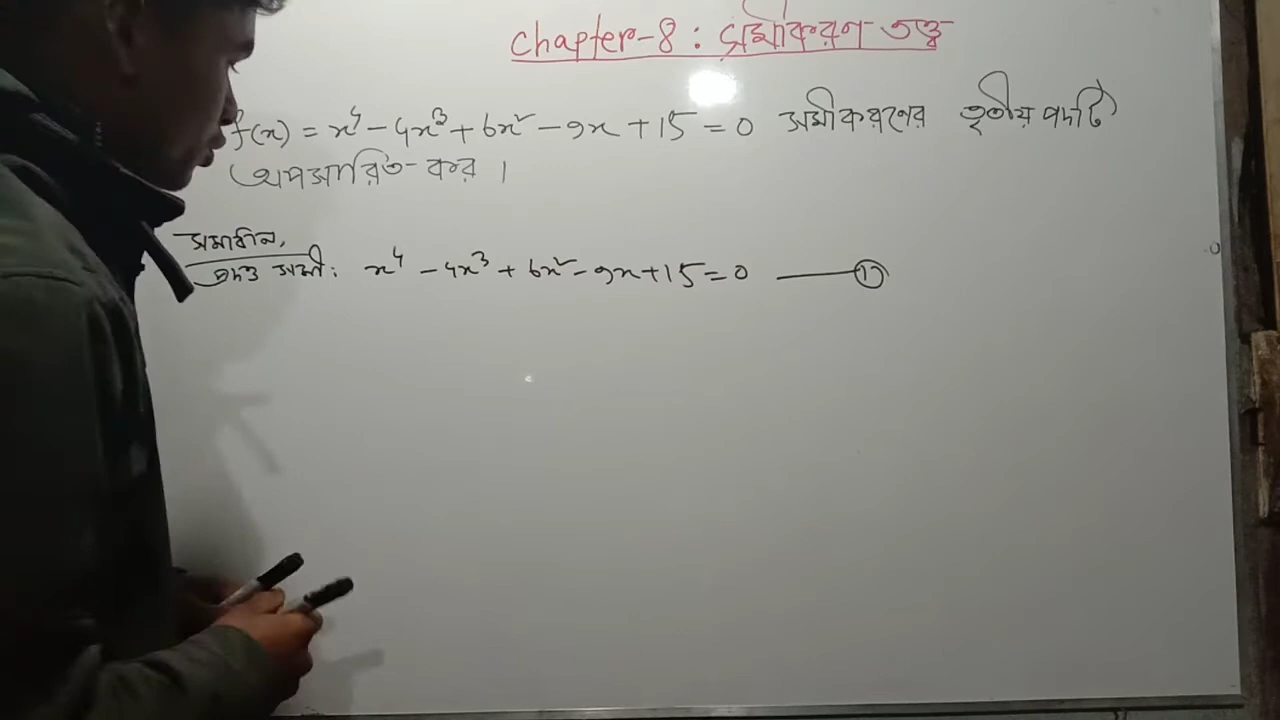 Chapter-8: সমীকরণ তত্ত্ব
f(x) = x⁴ - 4x³ + 6x² - 9x + 15 = 0 সমীকরণের তৃতীয় পদটি
অপসারিত কর।
সমাধান,
প্রদত্ত সমী: x⁴ - 4x³ + 6x² - 9x + 15 = 0 —— ①